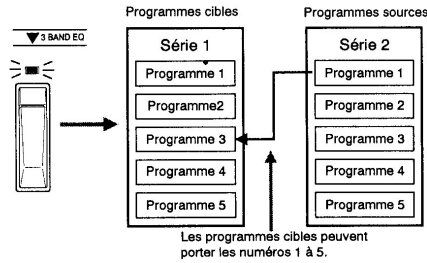 Programmes cibles
Programmes sources
▼ 3 BAND EQ
Série 1
Programme 1
Programme2
Programme 3
Programme 4
Programme 5
Série 2
Programme 1
Programme 2
Programme 3
Programme 4
Programme 5
Les programmes cibles peuvent
porter les numéros 1 à 5.